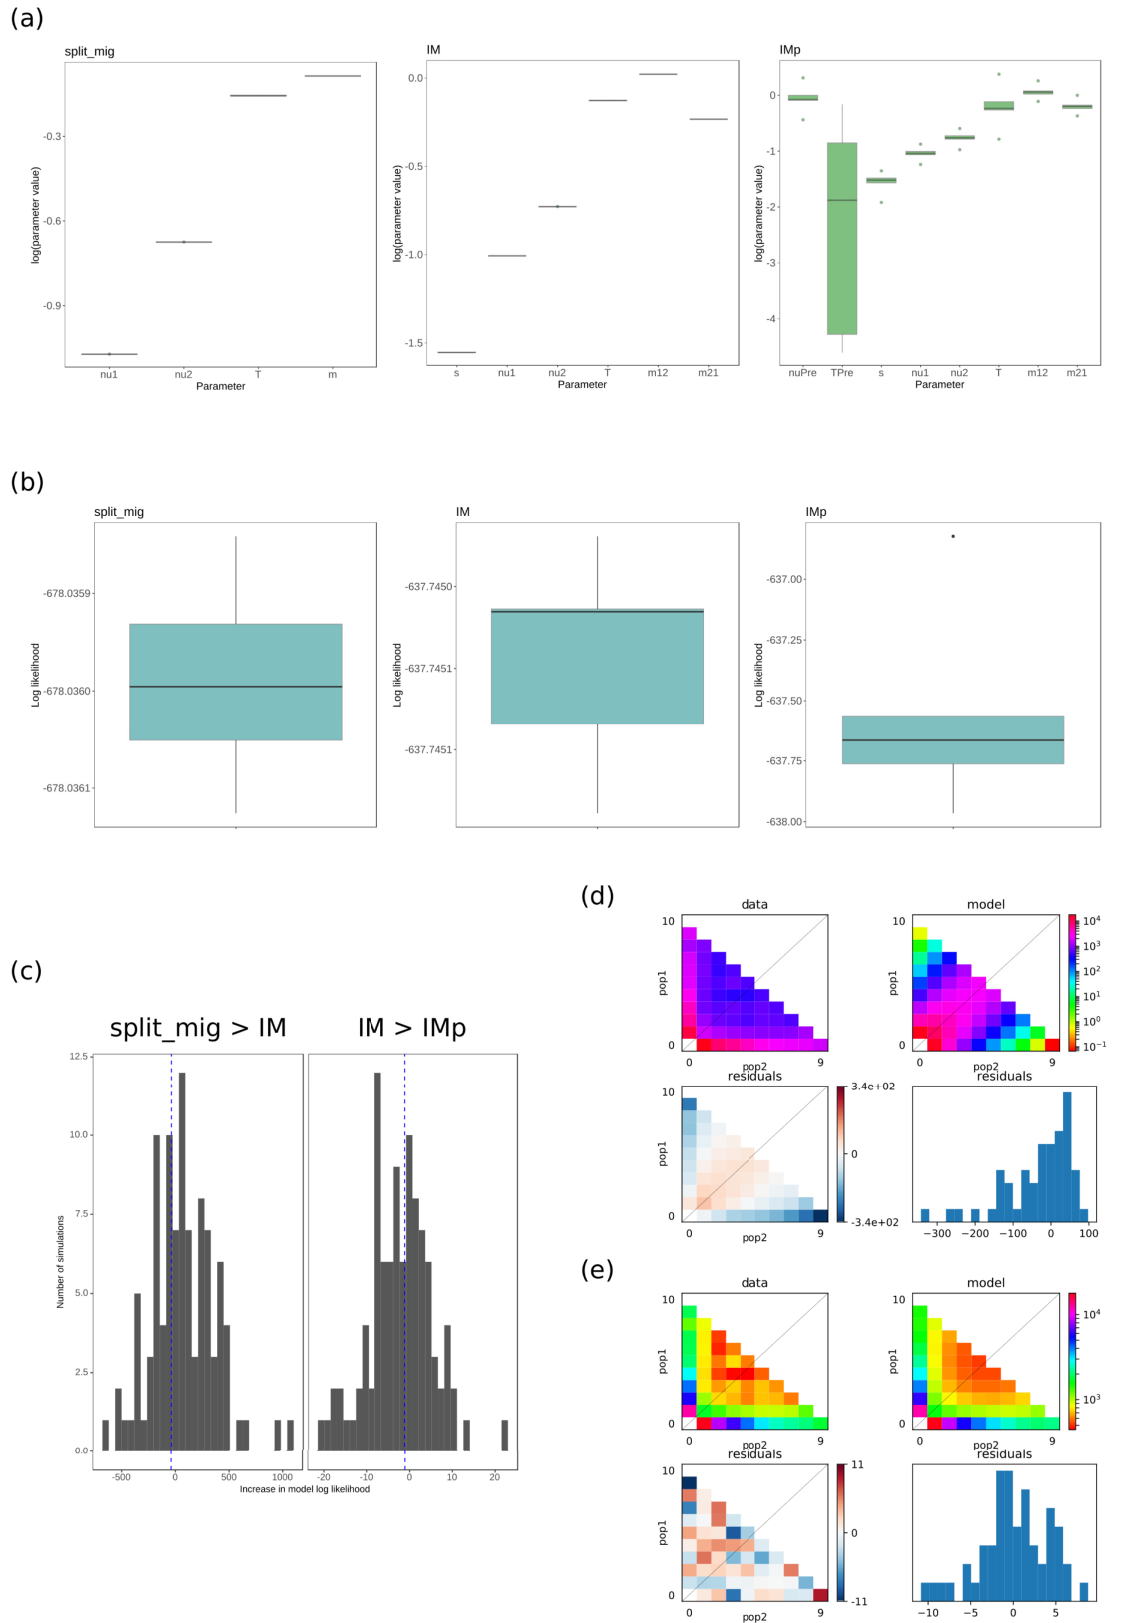 (a)
split_mig
IM
IMp
log(parameter value)
-0.3
-0.6
-0.9
nu1 nu2 T m
Parameter
log(parameter value)
0.0
-0.5
-1.0
-1.5
s nu1 nu2 T m12 m21
Parameter
log(parameter value)
0
-1
-2
-3
-4
nuPre TPre s nu1 nu2 T m12 m21
Parameter
(b)
split_mig
IM
IMp
Log likelihood
-678.0359
-678.0360
-678.0361
Log likelihood
-637.7450
-637.7451
-637.7451
Log likelihood
-637.00
-637.25
-637.50
-637.75
-638.00
(c)
split_mig > IM
IM > IMp
Number of simulations
12.5
10.0
7.5
5.0
2.5
0.0
-500 0 500 1000
-20 -10 0 10 20
Increase in model log likelihood
(d)
data
model
10
pop1
0
0 pop2 9
10
pop1
0
0 pop2 9
10⁴
10³
10²
10¹
10⁰
10⁻¹
residuals
residuals
10
pop1
0
0 pop2 9
3.4e+02
0
-3.4e+02
−300 −200 −100 0 100
(e)
data
model
10
pop1
0
0 pop2 9
10
pop1
0
0 pop2 9
10⁴
10³
residuals
residuals
10
pop1
0
0 pop2 9
11
0
-11
−10 −5 0 5